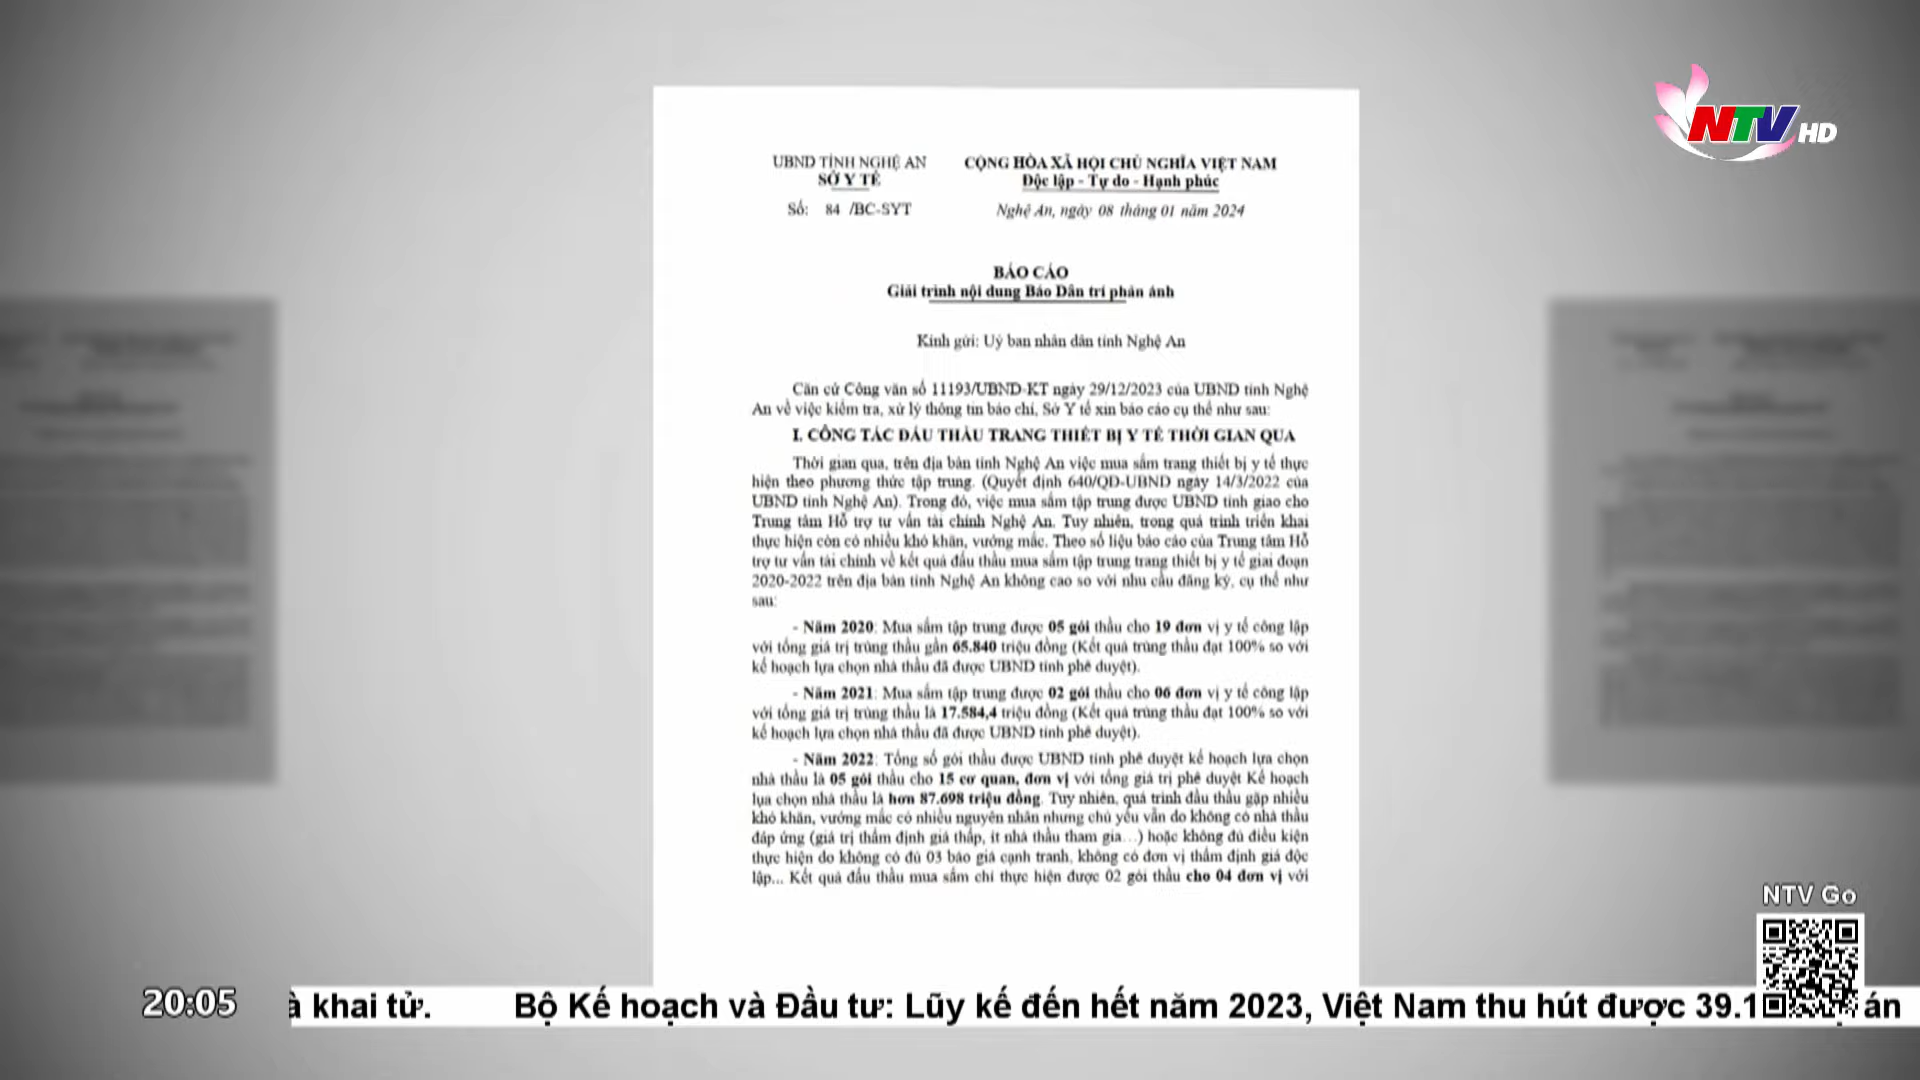 NTV HD
UBND TỈNH NGHỆ AN
SỞ Y TẾ
Số: 84 /BC-SYT
CỘNG HÒA XÃ HỘI CHỦ NGHĨA VIỆT NAM
Độc lập - Tự do - Hạnh phúc
Nghệ An, ngày 08 tháng 01 năm 2024
BÁO CÁO
Giải trình nội dung Báo Dân trí phản ánh
Kính gửi: Uỷ ban nhân dân tỉnh Nghệ An
Căn cứ Công văn số 11193/UBND-KT ngày 29/12/2023 của UBND tỉnh Nghệ
An về việc kiểm tra, xử lý thông tin báo chí, Sở Y tế xin báo cáo cụ thể như sau:
I. CÔNG TÁC ĐẤU THẦU TRANG THIẾT BỊ Y TẾ THỜI GIAN QUA
Thời gian qua, trên địa bàn tỉnh Nghệ An việc mua sắm trang thiết bị y tế thực
hiện theo phương thức tập trung. (Quyết định 640/QĐ-UBND ngày 14/3/2022 của
UBND tỉnh Nghệ An). Trong đó, việc mua sắm tập trung được UBND tỉnh giao cho
Trung tâm Hỗ trợ tư vấn tài chính Nghệ An. Tuy nhiên, trong quá trình triển khai
thực hiện còn có nhiều khó khăn, vướng mắc. Theo số liệu báo cáo của Trung tâm Hỗ
trợ tư vấn tài chính về kết quả đấu thầu mua sắm tập trung trang thiết bị y tế giai đoạn
2020-2022 trên địa bàn tỉnh Nghệ An không cao so với nhu cầu đăng ký, cụ thể như
sau:
- Năm 2020: Mua sắm tập trung được 05 gói thầu cho 19 đơn vị y tế công lập
với tổng giá trị trúng thầu gần 65.840 triệu đồng (Kết quả trúng thầu đạt 100% so với
kế hoạch lựa chọn nhà thầu đã được UBND tỉnh phê duyệt).
- Năm 2021: Mua sắm tập trung được 02 gói thầu cho 06 đơn vị y tế công lập
với tổng giá trị trúng thầu là 17.584,4 triệu đồng (Kết quả trúng thầu đạt 100% so với
kế hoạch lựa chọn nhà thầu đã được UBND tỉnh phê duyệt).
- Năm 2022: Tổng số gói thầu được UBND tỉnh phê duyệt kế hoạch lựa chọn
nhà thầu là 05 gói thầu cho 15 cơ quan, đơn vị với tổng giá trị phê duyệt Kế hoạch
lựa chọn nhà thầu là hơn 87.698 triệu đồng. Tuy nhiên, quá trình đấu thầu gặp nhiều
khó khăn, vướng mắc có nhiều nguyên nhân nhưng chủ yếu vẫn do không có nhà thầu
đáp ứng (giá trị thẩm định giá thấp, ít nhà thầu tham gia…) hoặc không đủ điều kiện
thực hiện do không có đủ 03 báo giá cạnh tranh, không có đơn vị thẩm định giá độc
lập... Kết quả đấu thầu mua sắm chỉ thực hiện được 02 gói thầu cho 04 đơn vị với
NTV Go
20:05
à khai tử. Bộ Kế hoạch và Đầu tư: Lũy kế đến hết năm 2023, Việt Nam thu hút được 39.1 án